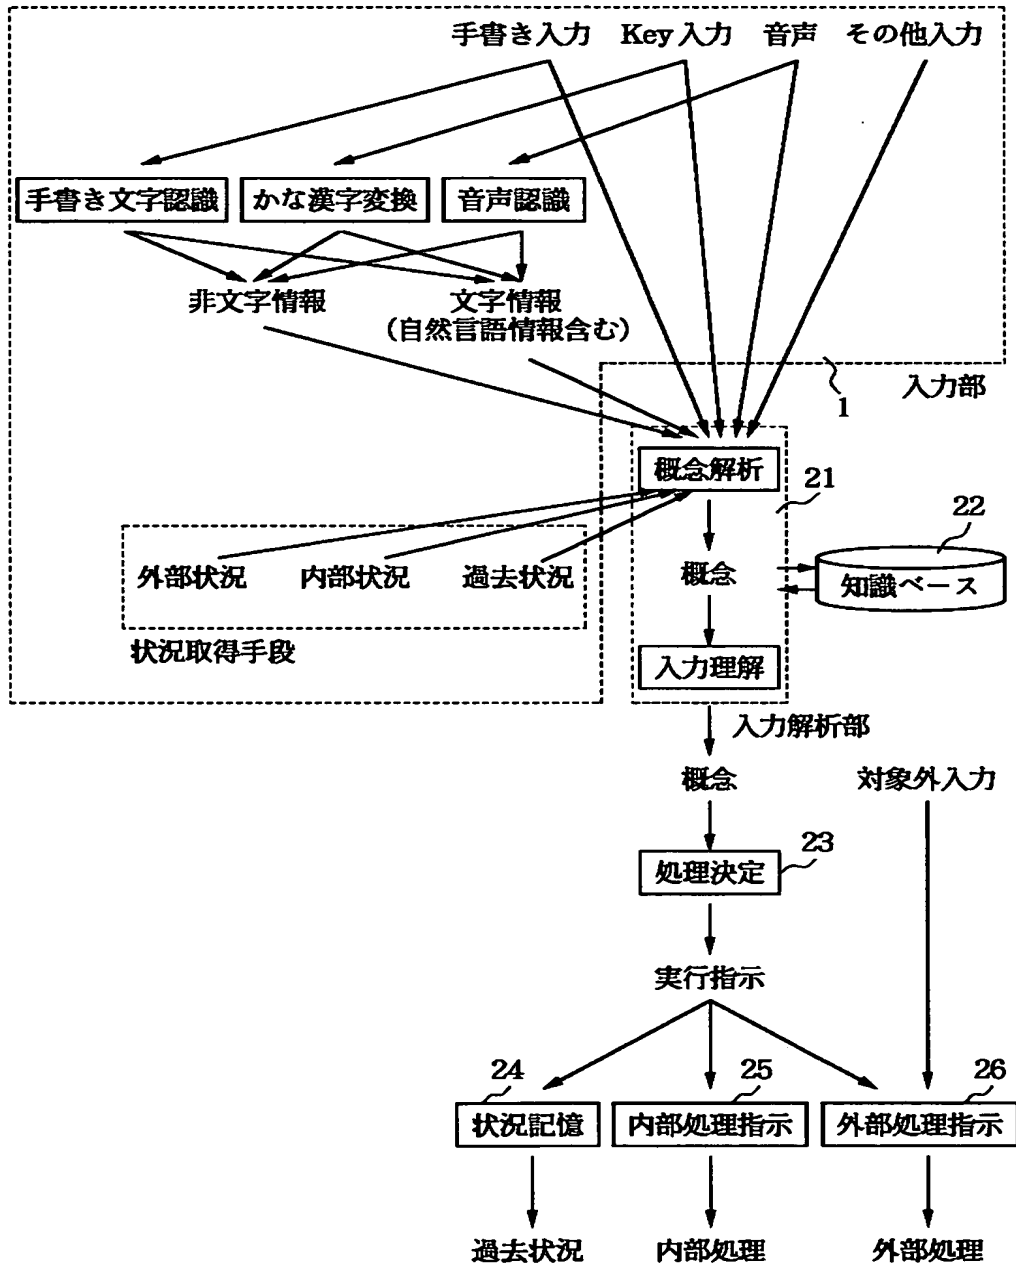 手書き入力 Key入力 音声 その他入力
手書き文字認識 かな漢字変換 音声認識
非文字情報 文字情報
（自然言語情報含む）
1 入力部
概念解析
21
22
外部状況 内部状況 過去状況 概念 知識ベース
状況取得手段 入力理解
入力解析部
概念 対象外入力
23
処理決定
実行指示
24 25 26
状況記憶 内部処理指示 外部処理指示
過去状況 内部処理 外部処理